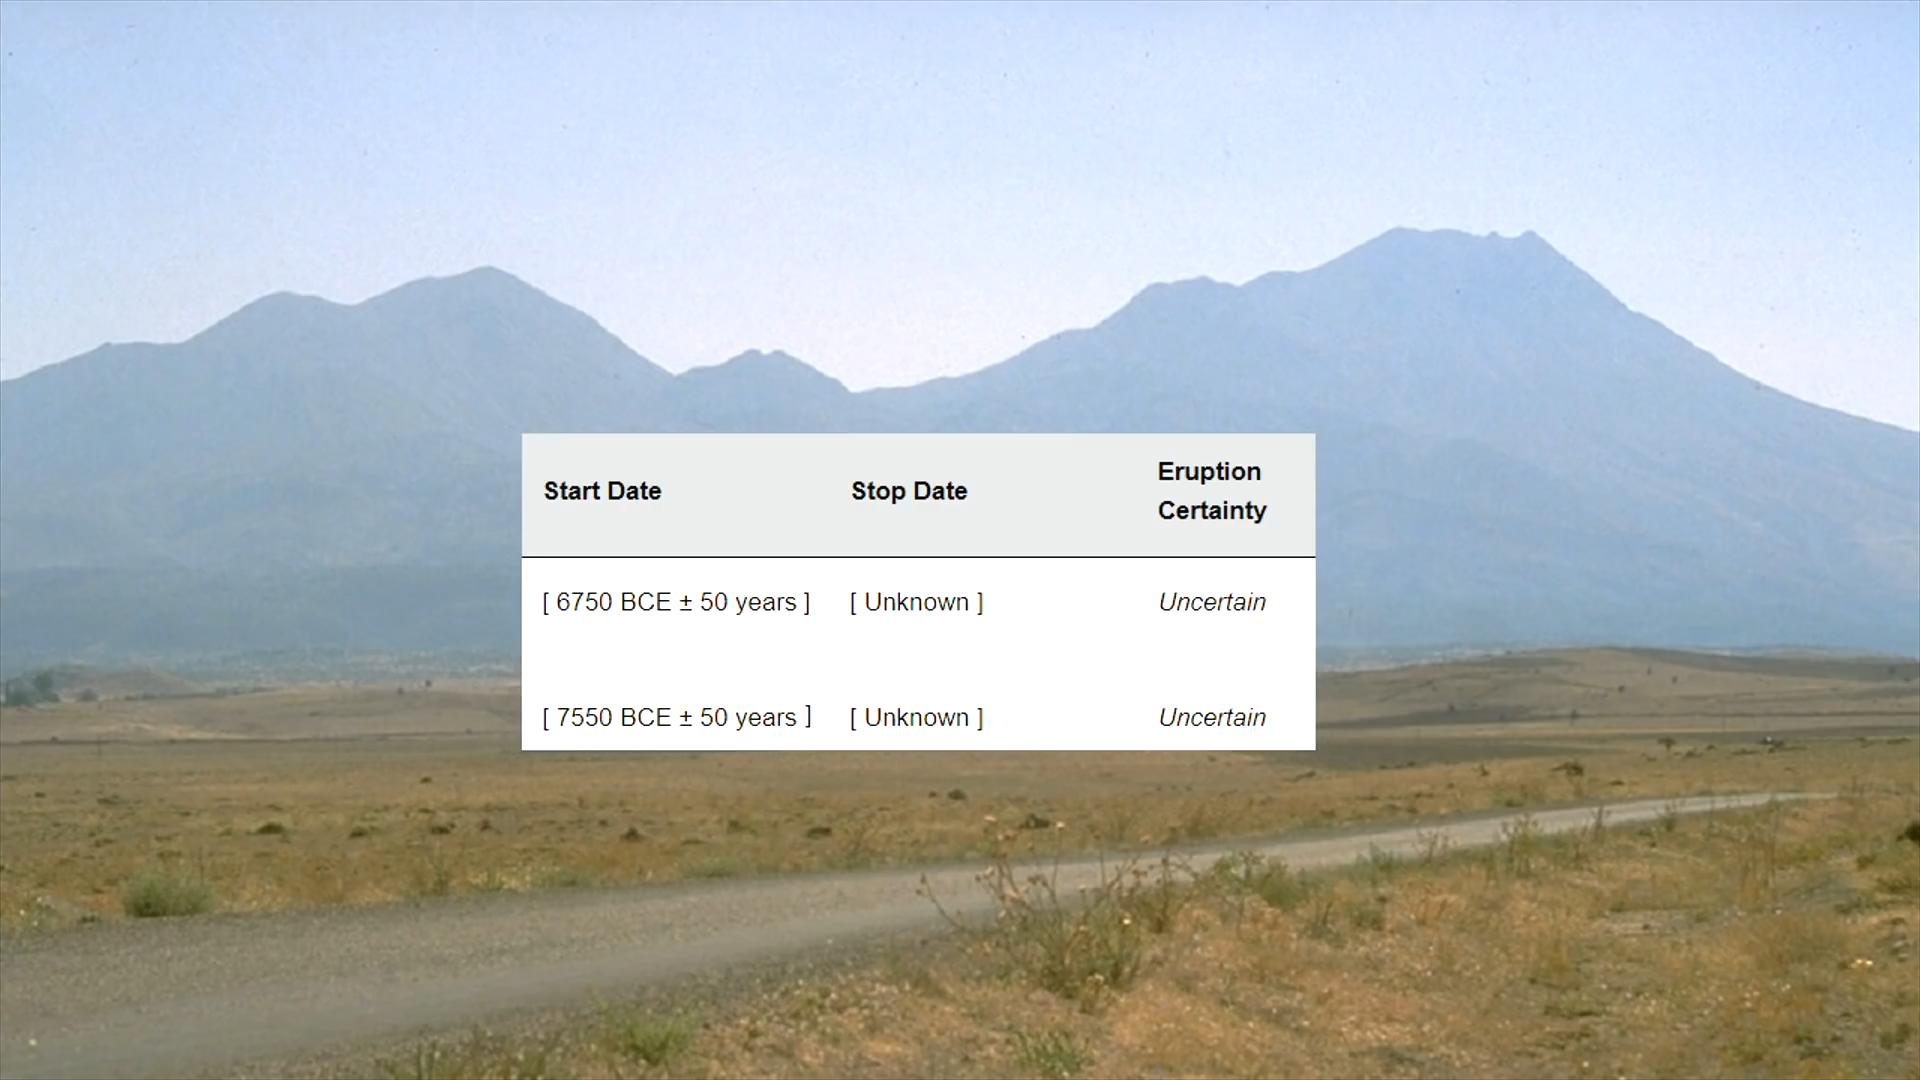 Start Date Stop Date Eruption Certainty
[ 6750 BCE ± 50 years ] [ Unknown ] Uncertain
[ 7550 BCE ± 50 years ] [ Unknown ] Uncertain